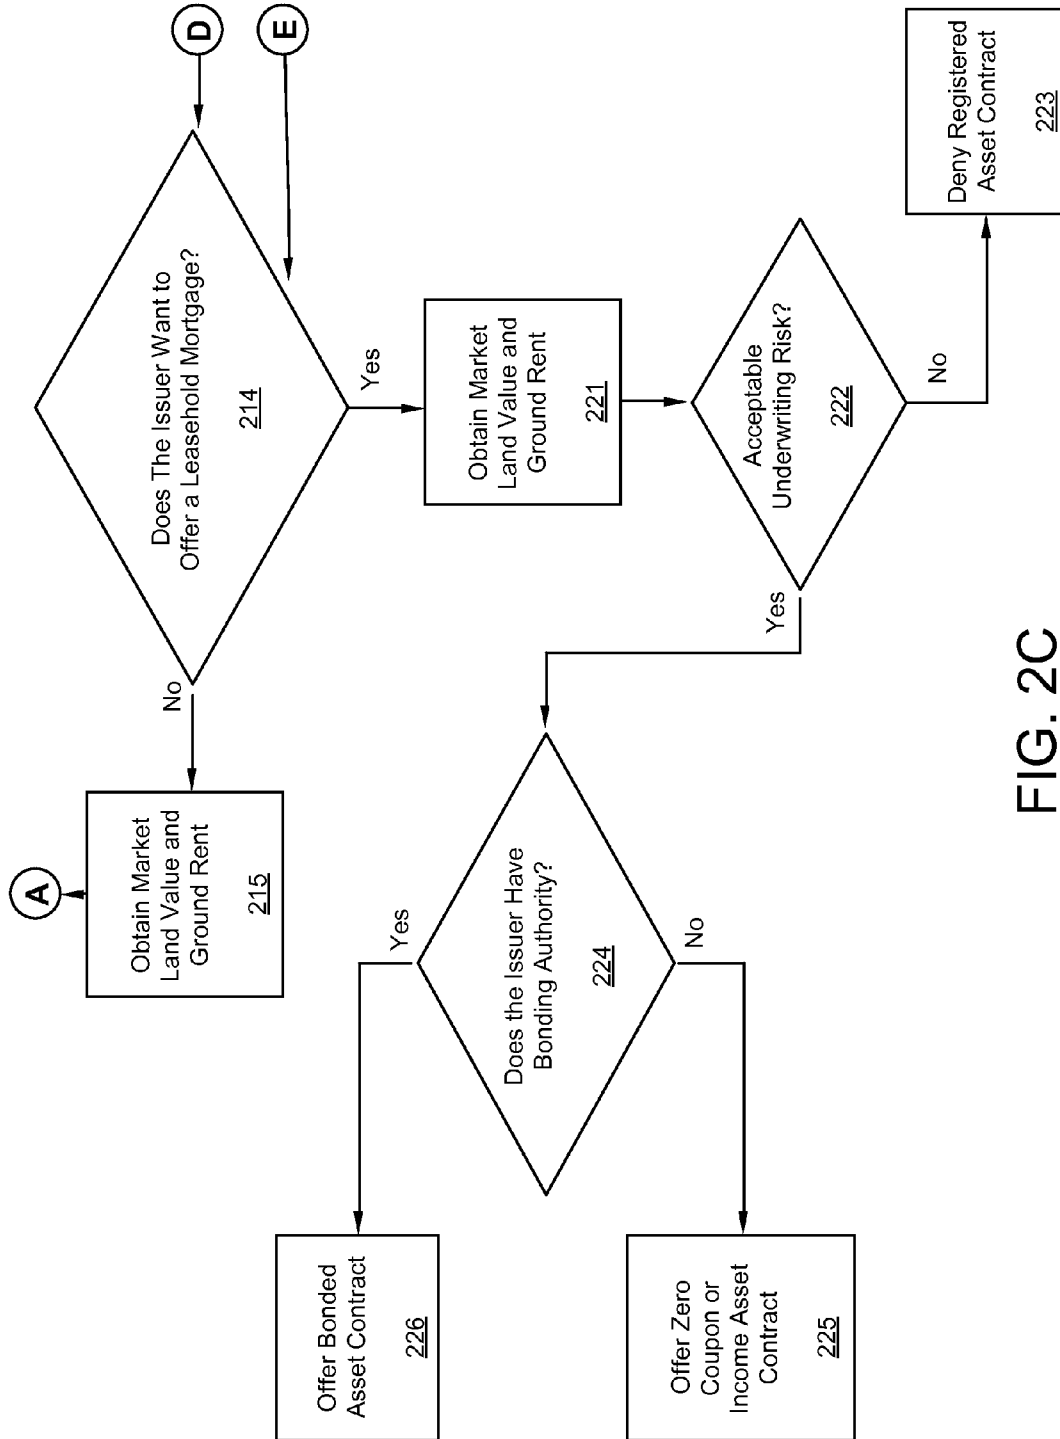 D
E
Does The Issuer Want to
Offer a Leasehold Mortgage?
214
No
Yes
A
Obtain Market
Land Value and
Ground Rent
215
Obtain Market
Land Value and
Ground Rent
221
Acceptable
Underwriting Risk?
222
Yes
No
Deny Registered
Asset Contract
223
Does the Issuer Have
Bonding Authority?
224
Yes
No
Offer Bonded
Asset Contract
226
Offer Zero
Coupon or
Income Asset
Contract
225
FIG. 2C